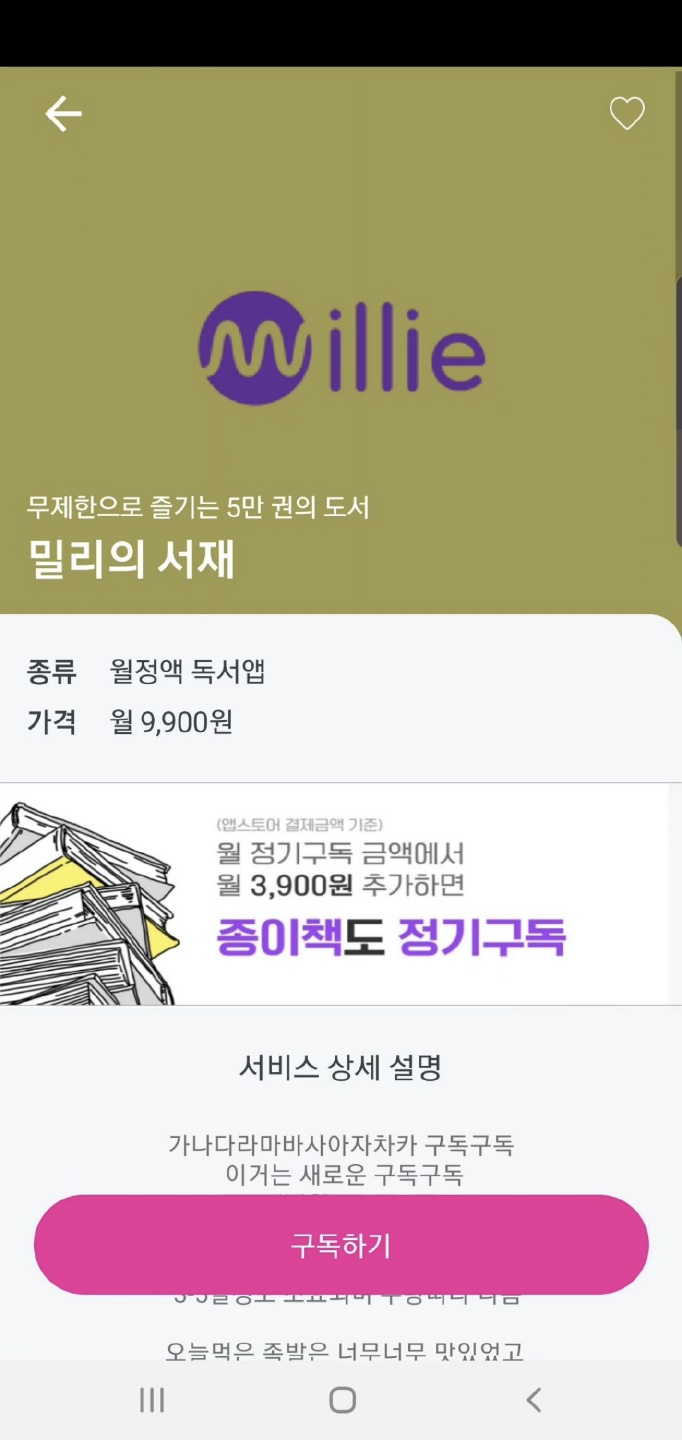 millie
무제한으로 즐기는 5만 권의 도서
밀리의 서재
종류 월정액 독서앱
가격 월 9,900원
(앱스토어 결제금액 기준)
월 정기구독 금액에서
월 3,900원 추가하면
종이책도 정기구독
서비스 상세 설명
가나다라마바사아자차카 구독구독
이거는 새로운 구독구독
구독하기
오늘먹은 족발은 너무너무 맛있었고